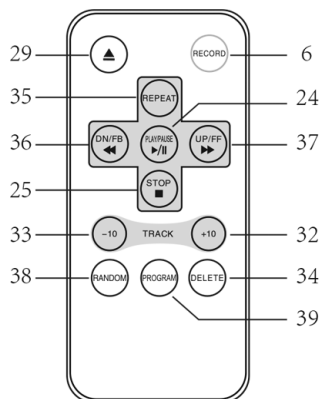 29
RECORD
6
35
REPEAT
24
36
DN/FB
PLAY/PAUSE
UP/FF
37
25
STOP
33
−10
TRACK
+10
32
38
RANDOM
PROGRAM
DELETE
34
39